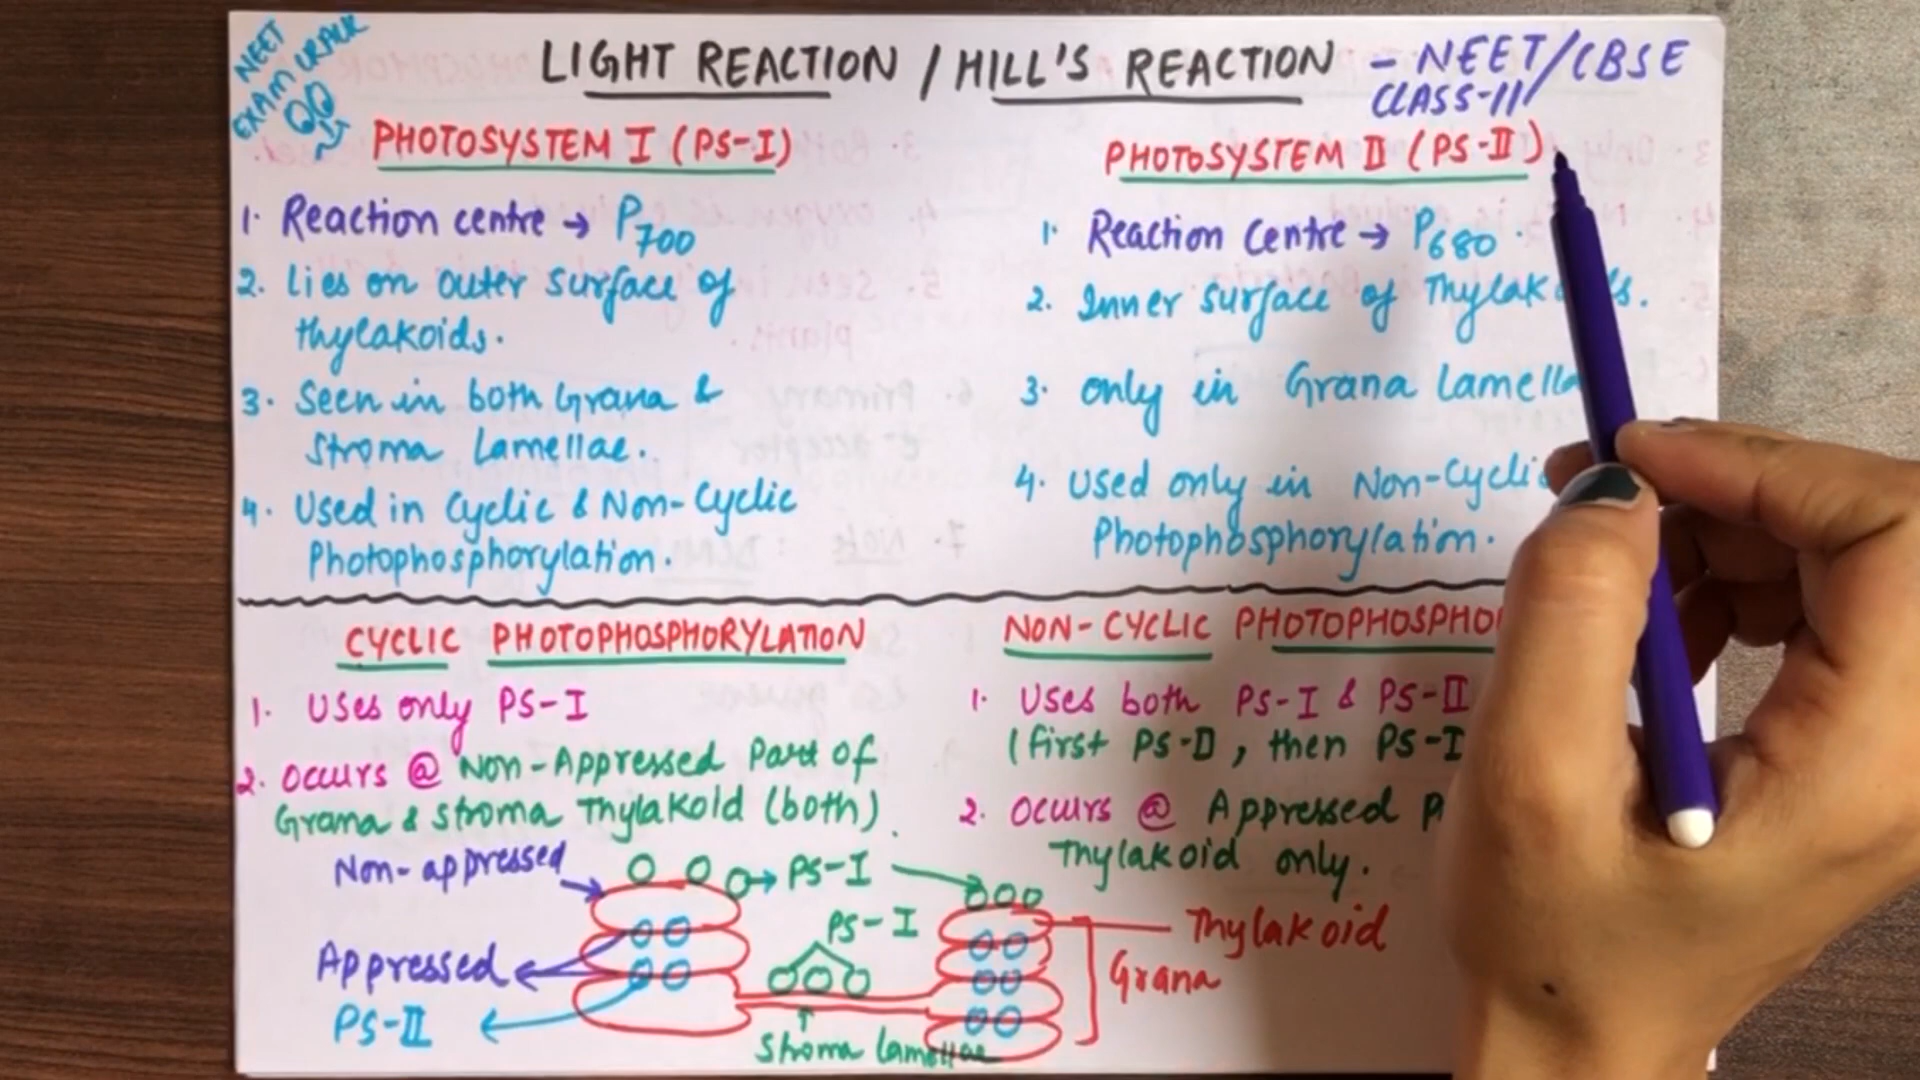 NEET
EXAM URAUR
LIGHT REACTION / HILL'S REACTION – NEET/CBSE
CLASS-11
PHOTOSYSTEM I (PS-I)
1. Reaction centre → P700
2. Lies on outer surface of
thylakoids.
3. Seen in both Grana &
Stroma Lamellae.
4. Used in Cyclic & Non-Cyclic
Photophosphorylation.
PHOTOSYSTEM II (PS-II)
1. Reaction Centre → P680.
2. Inner surface of Thylakoids.
3. only in Grana Lamella
4. Used only in Non-Cyclic
Photophosphorylation.
CYCLIC PHOTOPHOSPHORYLATION
1. Uses only PS-I
2. Occurs @ Non-Appressed Part of
Grana & stroma Thylakoid (both).
NON-CYCLIC PHOTOPHOSPHO
1. Uses both PS-I & PS-II
(first PS-II, then PS-I
2. Occurs @ Appressed P
Thylakoid only.
Non-appressed
PS-I
PS-I
Appressed
PS-II
Stroma lamellae
Thylakoid
Grana